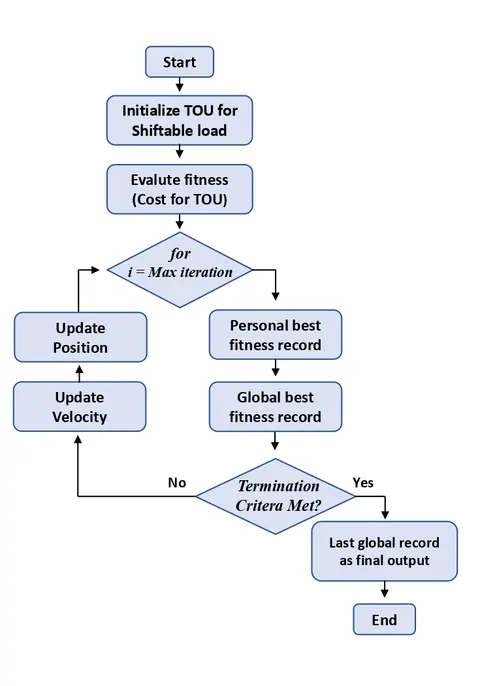 Start
Initialize TOU for
Shiftable load
Evalute fitness
(Cost for TOU)
for
i = Max iteration
Update
Position
Personal best
fitness record
Update
Velocity
Global best
fitness record
No
Termination
Critera Met?
Yes
Last global record
as final output
End